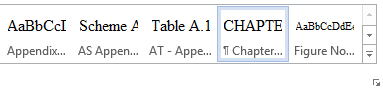 AaBbCcI Scheme A Table A.1 CHAPTE AaBbCcDdEe
Appendix... AS Appen... AT - Appe... ¶ Chapter... Figure No...